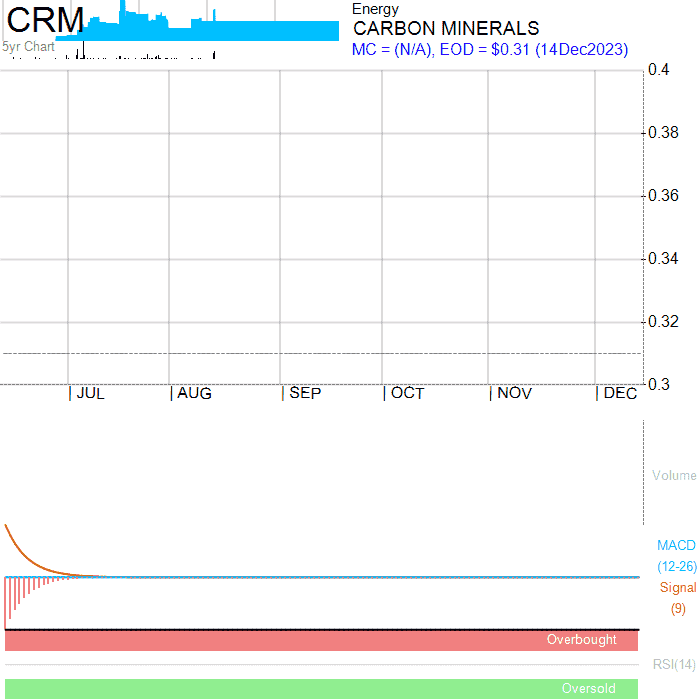 CRM
5yr Chart
Energy
CARBON MINERALS
MC = (N/A), EOD = $0.31 (14Dec2023)
0.4
0.38
0.36
0.34
0.32
0.3
JUL AUG SEP OCT NOV DEC
Volume
MACD
(12-26)
Signal
(9)
Overbought
RSI(14)
Oversold